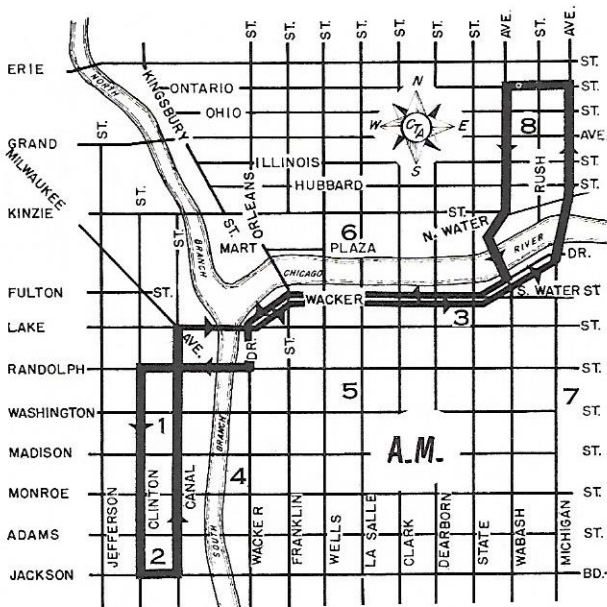 ST. ST. ST. ST. ST. AVE. ST. AVE.
ERIE ST.
NORTH
KINGSBURY
ONTARIO ST.
N
OHIO ST.
W CTA E
8
GRAND AVE.
ST.
S
MILWAUKEE
ILLINOIS ST.
ORLEANS
RUSH
HUBBARD ST.
ST.
KINZIE ST. ST.
ST.
BRANCH
N. WATER
6
MART PLAZA
RIVER
DR.
CHICAGO
FULTON ST. WACKER S. WATER ST.
3
LAKE ST.
AVE. DR. ST.
RANDOLPH ST.
5 7
WASHINGTON ST.
1
BRANCH
MADISON A.M. ST.
4
MONROE ST.
JEFFERSON CLINTON CANAL WACKER FRANKLIN WELLS LA SALLE CLARK DEARBORN STATE WABASH MICHIGAN
ADAMS ST.
SOUTH
2
JACKSON BD.